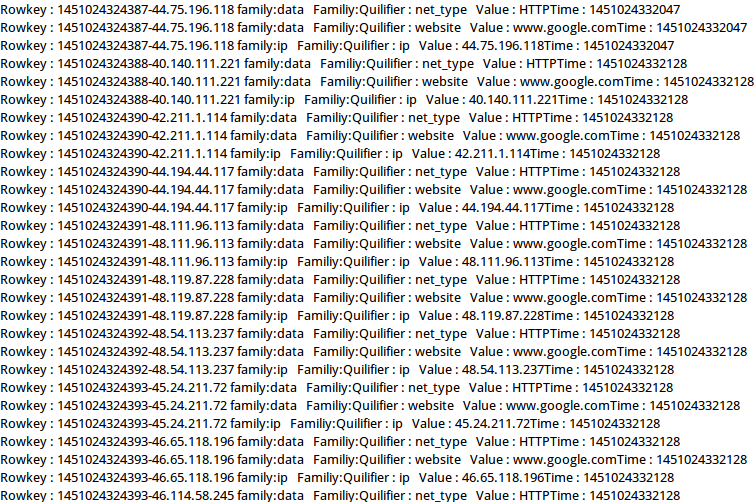 Rowkey : 1451024324387-44.75.196.118 family:data Familiy:Quilifier : net_type Value : HTTPTime : 1451024332047
Rowkey : 1451024324387-44.75.196.118 family:data Familiy:Quilifier : website Value : www.google.comTime : 1451024332047
Rowkey : 1451024324387-44.75.196.118 family:ip Familiy:Quilifier : ip Value : 44.75.196.118Time : 1451024332047
Rowkey : 1451024324388-40.140.111.221 family:data Familiy:Quilifier : net_type Value : HTTPTime : 1451024332128
Rowkey : 1451024324388-40.140.111.221 family:data Familiy:Quilifier : website Value : www.google.comTime : 1451024332128
Rowkey : 1451024324388-40.140.111.221 family:ip Familiy:Quilifier : ip Value : 40.140.111.221Time : 1451024332128
Rowkey : 1451024324390-42.211.1.114 family:data Familiy:Quilifier : net_type Value : HTTPTime : 1451024332128
Rowkey : 1451024324390-42.211.1.114 family:data Familiy:Quilifier : website Value : www.google.comTime : 1451024332128
Rowkey : 1451024324390-42.211.1.114 family:ip Familiy:Quilifier : ip Value : 42.211.1.114Time : 1451024332128
Rowkey : 1451024324390-44.194.44.117 family:data Familiy:Quilifier : net_type Value : HTTPTime : 1451024332128
Rowkey : 1451024324390-44.194.44.117 family:data Familiy:Quilifier : website Value : www.google.comTime : 1451024332128
Rowkey : 1451024324390-44.194.44.117 family:ip Familiy:Quilifier : ip Value : 44.194.44.117Time : 1451024332128
Rowkey : 1451024324391-48.111.96.113 family:data Familiy:Quilifier : net_type Value : HTTPTime : 1451024332128
Rowkey : 1451024324391-48.111.96.113 family:data Familiy:Quilifier : website Value : www.google.comTime : 1451024332128
Rowkey : 1451024324391-48.111.96.113 family:ip Familiy:Quilifier : ip Value : 48.111.96.113Time : 1451024332128
Rowkey : 1451024324391-48.119.87.228 family:data Familiy:Quilifier : net_type Value : HTTPTime : 1451024332128
Rowkey : 1451024324391-48.119.87.228 family:data Familiy:Quilifier : website Value : www.google.comTime : 1451024332128
Rowkey : 1451024324391-48.119.87.228 family:ip Familiy:Quilifier : ip Value : 48.119.87.228Time : 1451024332128
Rowkey : 1451024324392-48.54.113.237 family:data Familiy:Quilifier : net_type Value : HTTPTime : 1451024332128
Rowkey : 1451024324392-48.54.113.237 family:data Familiy:Quilifier : website Value : www.google.comTime : 1451024332128
Rowkey : 1451024324392-48.54.113.237 family:ip Familiy:Quilifier : ip Value : 48.54.113.237Time : 1451024332128
Rowkey : 1451024324393-45.24.211.72 family:data Familiy:Quilifier : net_type Value : HTTPTime : 1451024332128
Rowkey : 1451024324393-45.24.211.72 family:data Familiy:Quilifier : website Value : www.google.comTime : 1451024332128
Rowkey : 1451024324393-45.24.211.72 family:ip Familiy:Quilifier : ip Value : 45.24.211.72Time : 1451024332128
Rowkey : 1451024324393-46.65.118.196 family:data Familiy:Quilifier : net_type Value : HTTPTime : 1451024332128
Rowkey : 1451024324393-46.65.118.196 family:data Familiy:Quilifier : website Value : www.google.comTime : 1451024332128
Rowkey : 1451024324393-46.65.118.196 family:ip Familiy:Quilifier : ip Value : 46.65.118.196Time : 1451024332128
Rowkey : 1451024324393-46.114.58.245 family:data Familiy:Quilifier : net_type Value : HTTPTime : 1451024332128